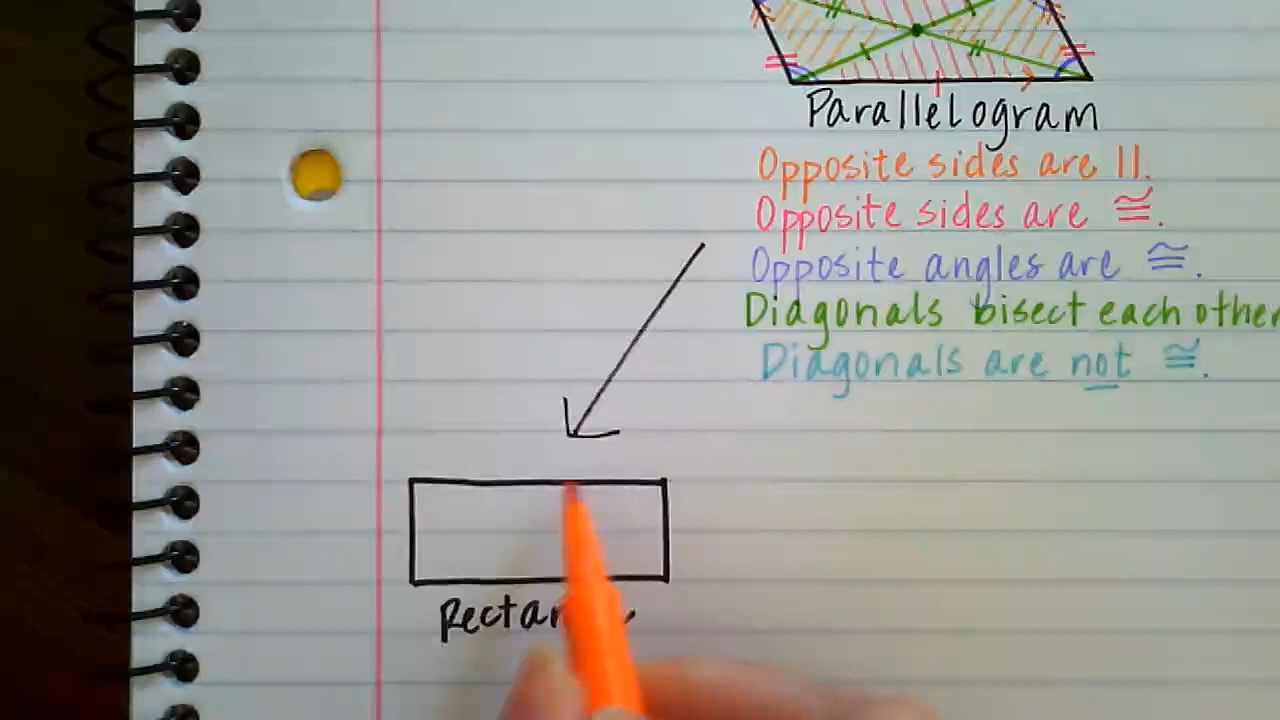 Parallelogram
Opposite sides are ||.
Opposite sides are ≅.
Opposite angles are ≅.
Diagonals bisect each other
Diagonals are not ≅.